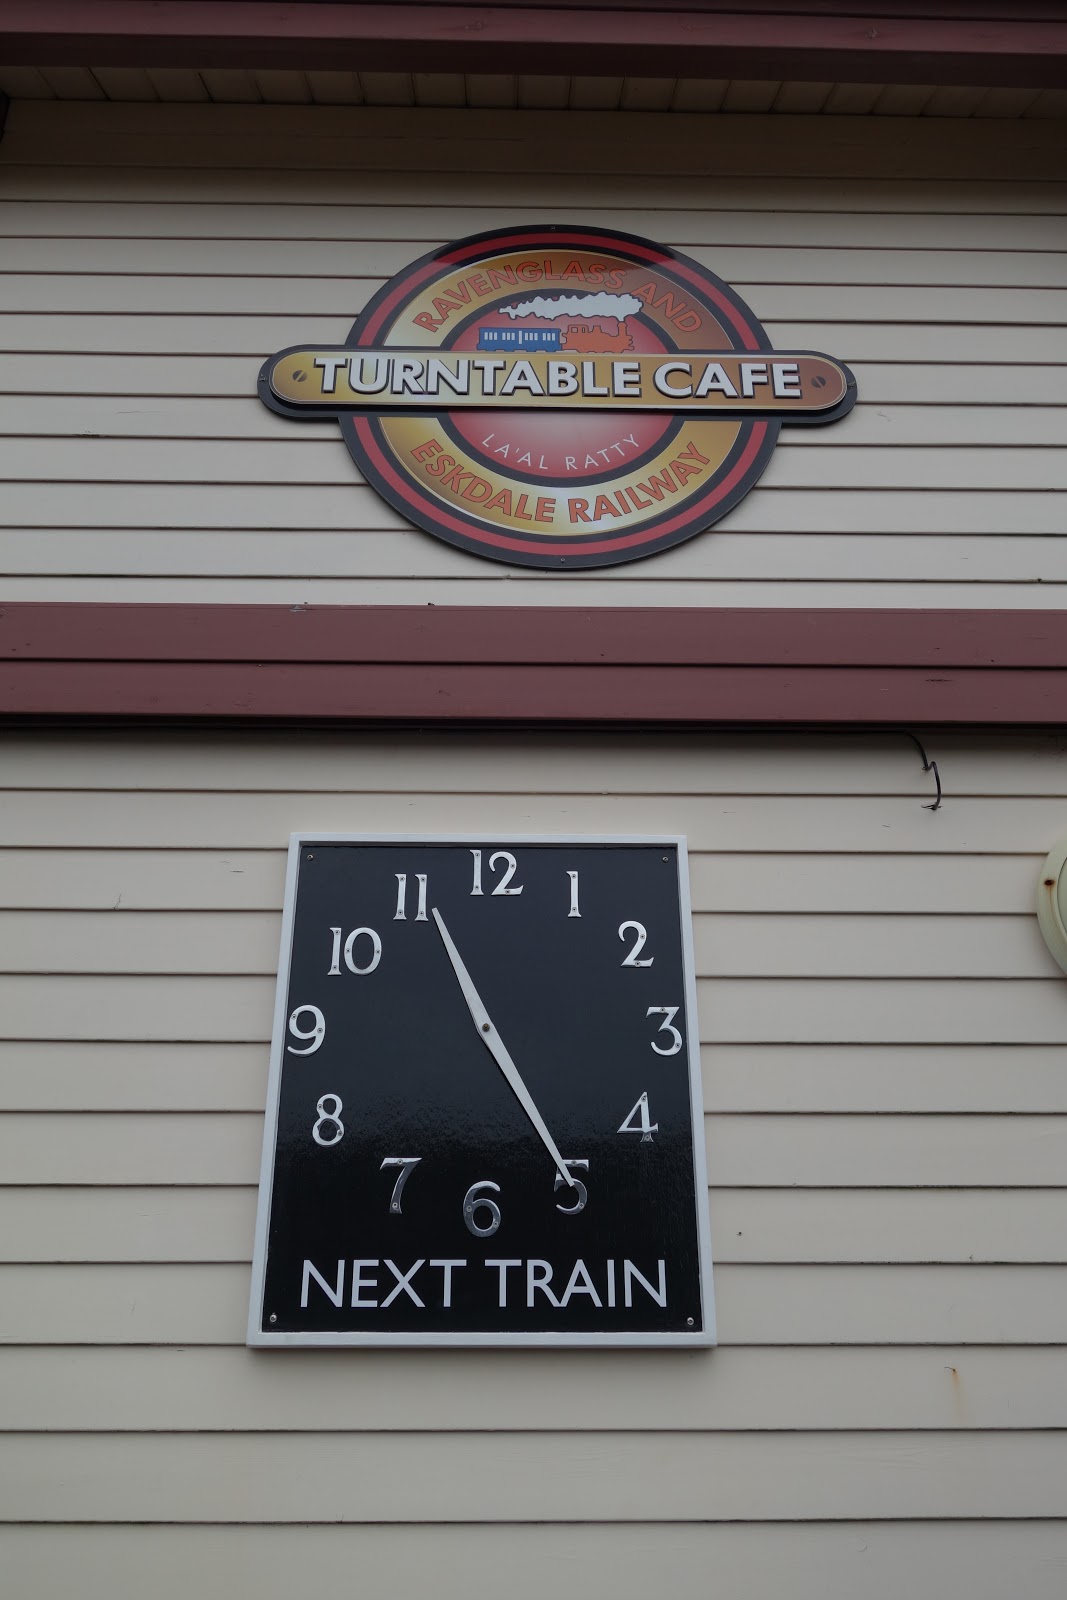 RAVENGLASS AND
TURNTABLE CAFE
LA'AL RATTY
ESKDALE RAILWAY
12
11 1
10 2
9 3
8 4
7 5
6
NEXT TRAIN